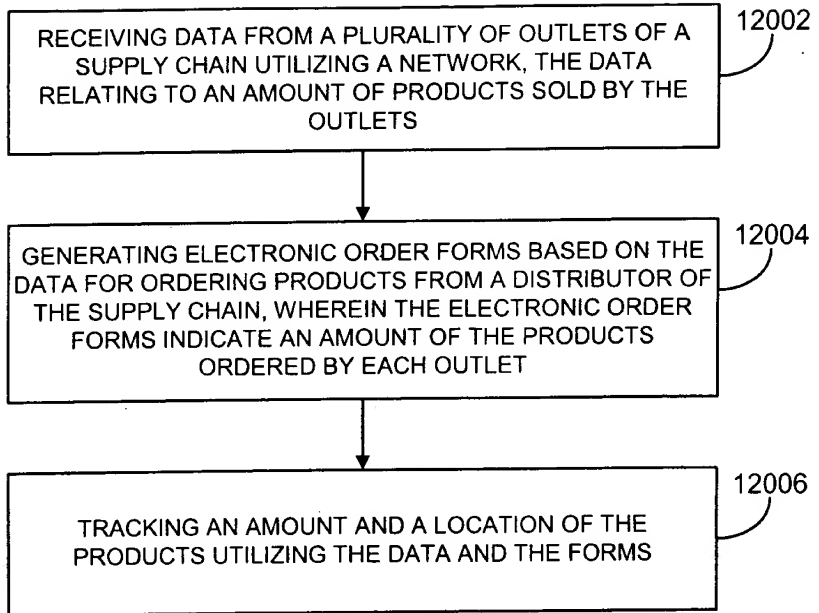 RECEIVING DATA FROM A PLURALITY OF OUTLETS OF A
SUPPLY CHAIN UTILIZING A NETWORK, THE DATA
RELATING TO AN AMOUNT OF PRODUCTS SOLD BY THE
OUTLETS
12002
GENERATING ELECTRONIC ORDER FORMS BASED ON THE
DATA FOR ORDERING PRODUCTS FROM A DISTRIBUTOR OF
THE SUPPLY CHAIN, WHEREIN THE ELECTRONIC ORDER
FORMS INDICATE AN AMOUNT OF THE PRODUCTS
ORDERED BY EACH OUTLET
12004
TRACKING AN AMOUNT AND A LOCATION OF THE
PRODUCTS UTILIZING THE DATA AND THE FORMS
12006